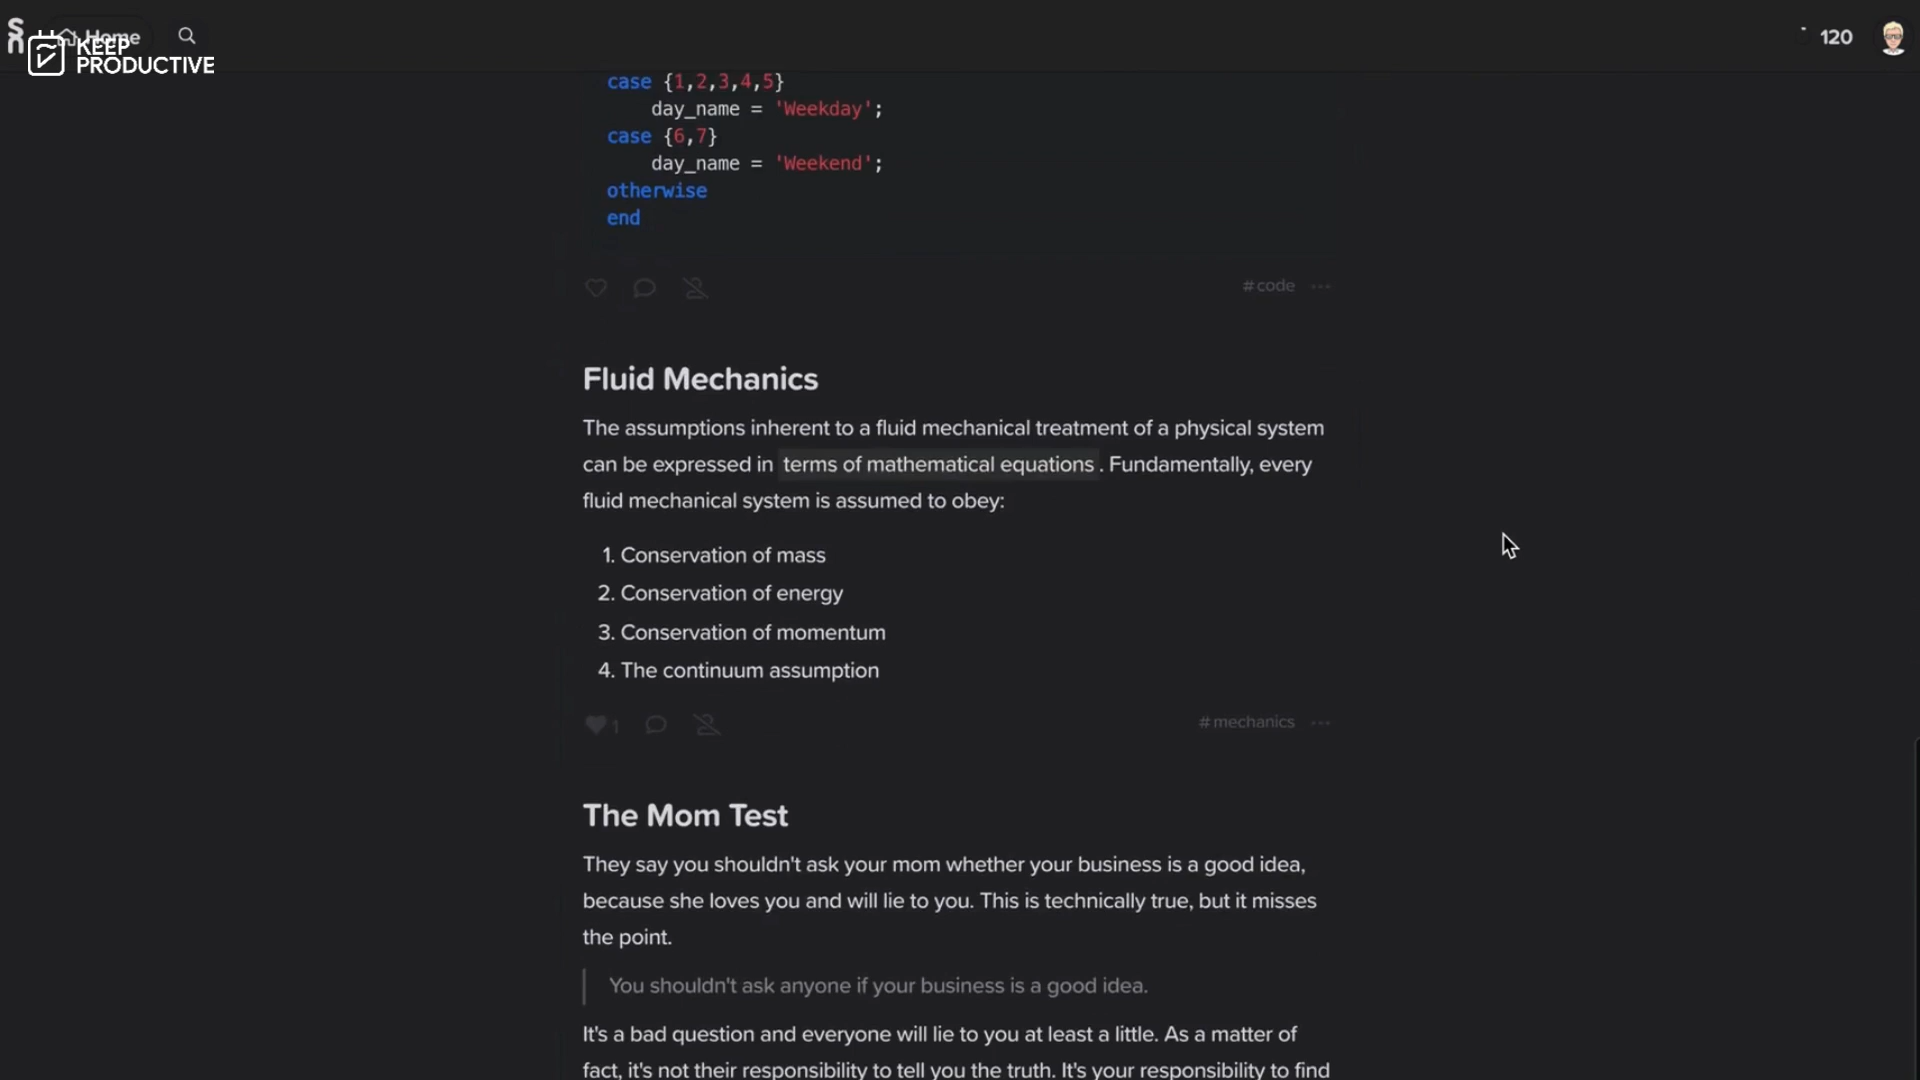 Home
KEEP
PRODUCTIVE
120
case {1,2,3,4,5}
day_name = 'Weekday';
case {6,7}
day_name = 'Weekend';
otherwise
end
#code
Fluid Mechanics
The assumptions inherent to a fluid mechanical treatment of a physical system
can be expressed in terms of mathematical equations . Fundamentally, every
fluid mechanical system is assumed to obey:
1. Conservation of mass
2. Conservation of energy
3. Conservation of momentum
4. The continuum assumption
1
#mechanics
The Mom Test
They say you shouldn't ask your mom whether your business is a good idea,
because she loves you and will lie to you. This is technically true, but it misses
the point.
You shouldn't ask anyone if your business is a good idea.
It's a bad question and everyone will lie to you at least a little. As a matter of
fact, it's not their responsibility to tell you the truth. It's your responsibility to find